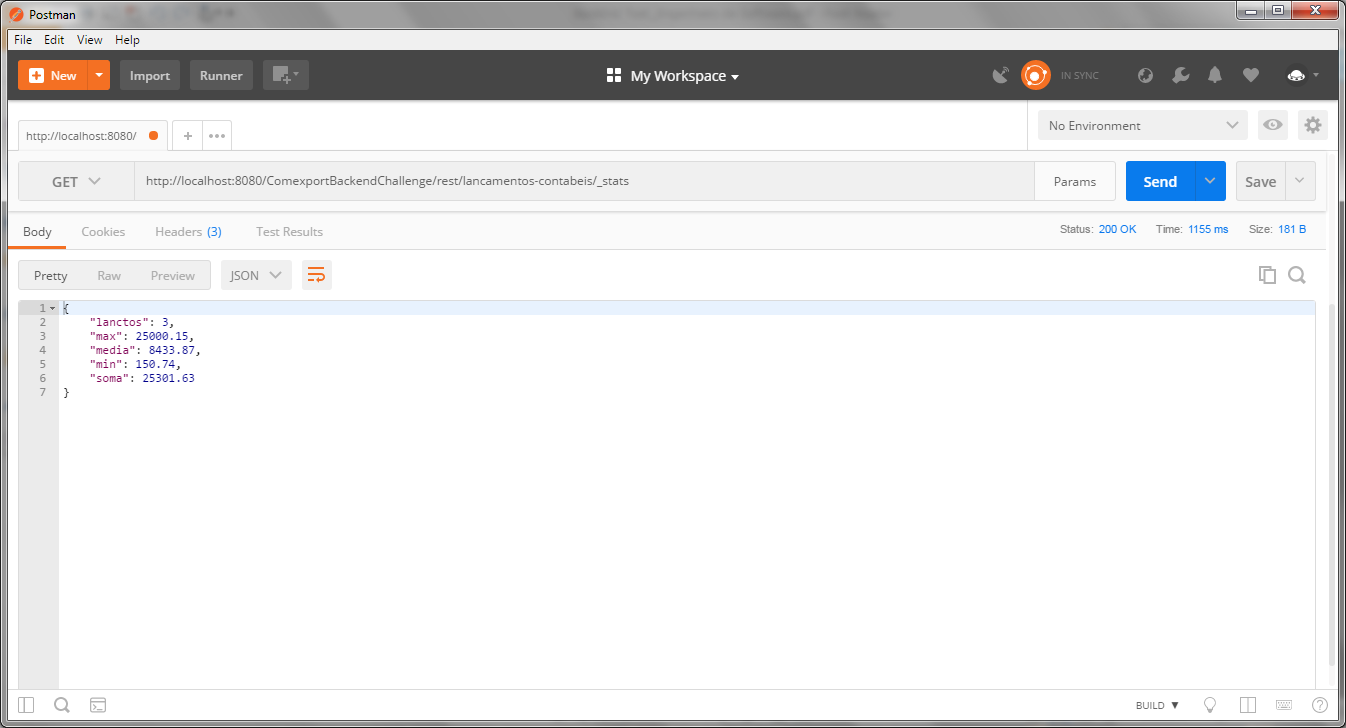 Postman
File Edit View Help
New Import Runner My Workspace IN SYNC
http://localhost:8080/ No Environment
GET http://localhost:8080/ComexportBackendChallenge/rest/lancamentos-contabeis/_stats Params Send Save
Body Cookies Headers (3) Test Results Status: 200 OK Time: 1155 ms Size: 181 B
Pretty Raw Preview JSON
1 {
2 "lanctos": 3,
3 "max": 25000.15,
4 "media": 8433.87,
5 "min": 150.74,
6 "soma": 25301.63
7 }
BUILD